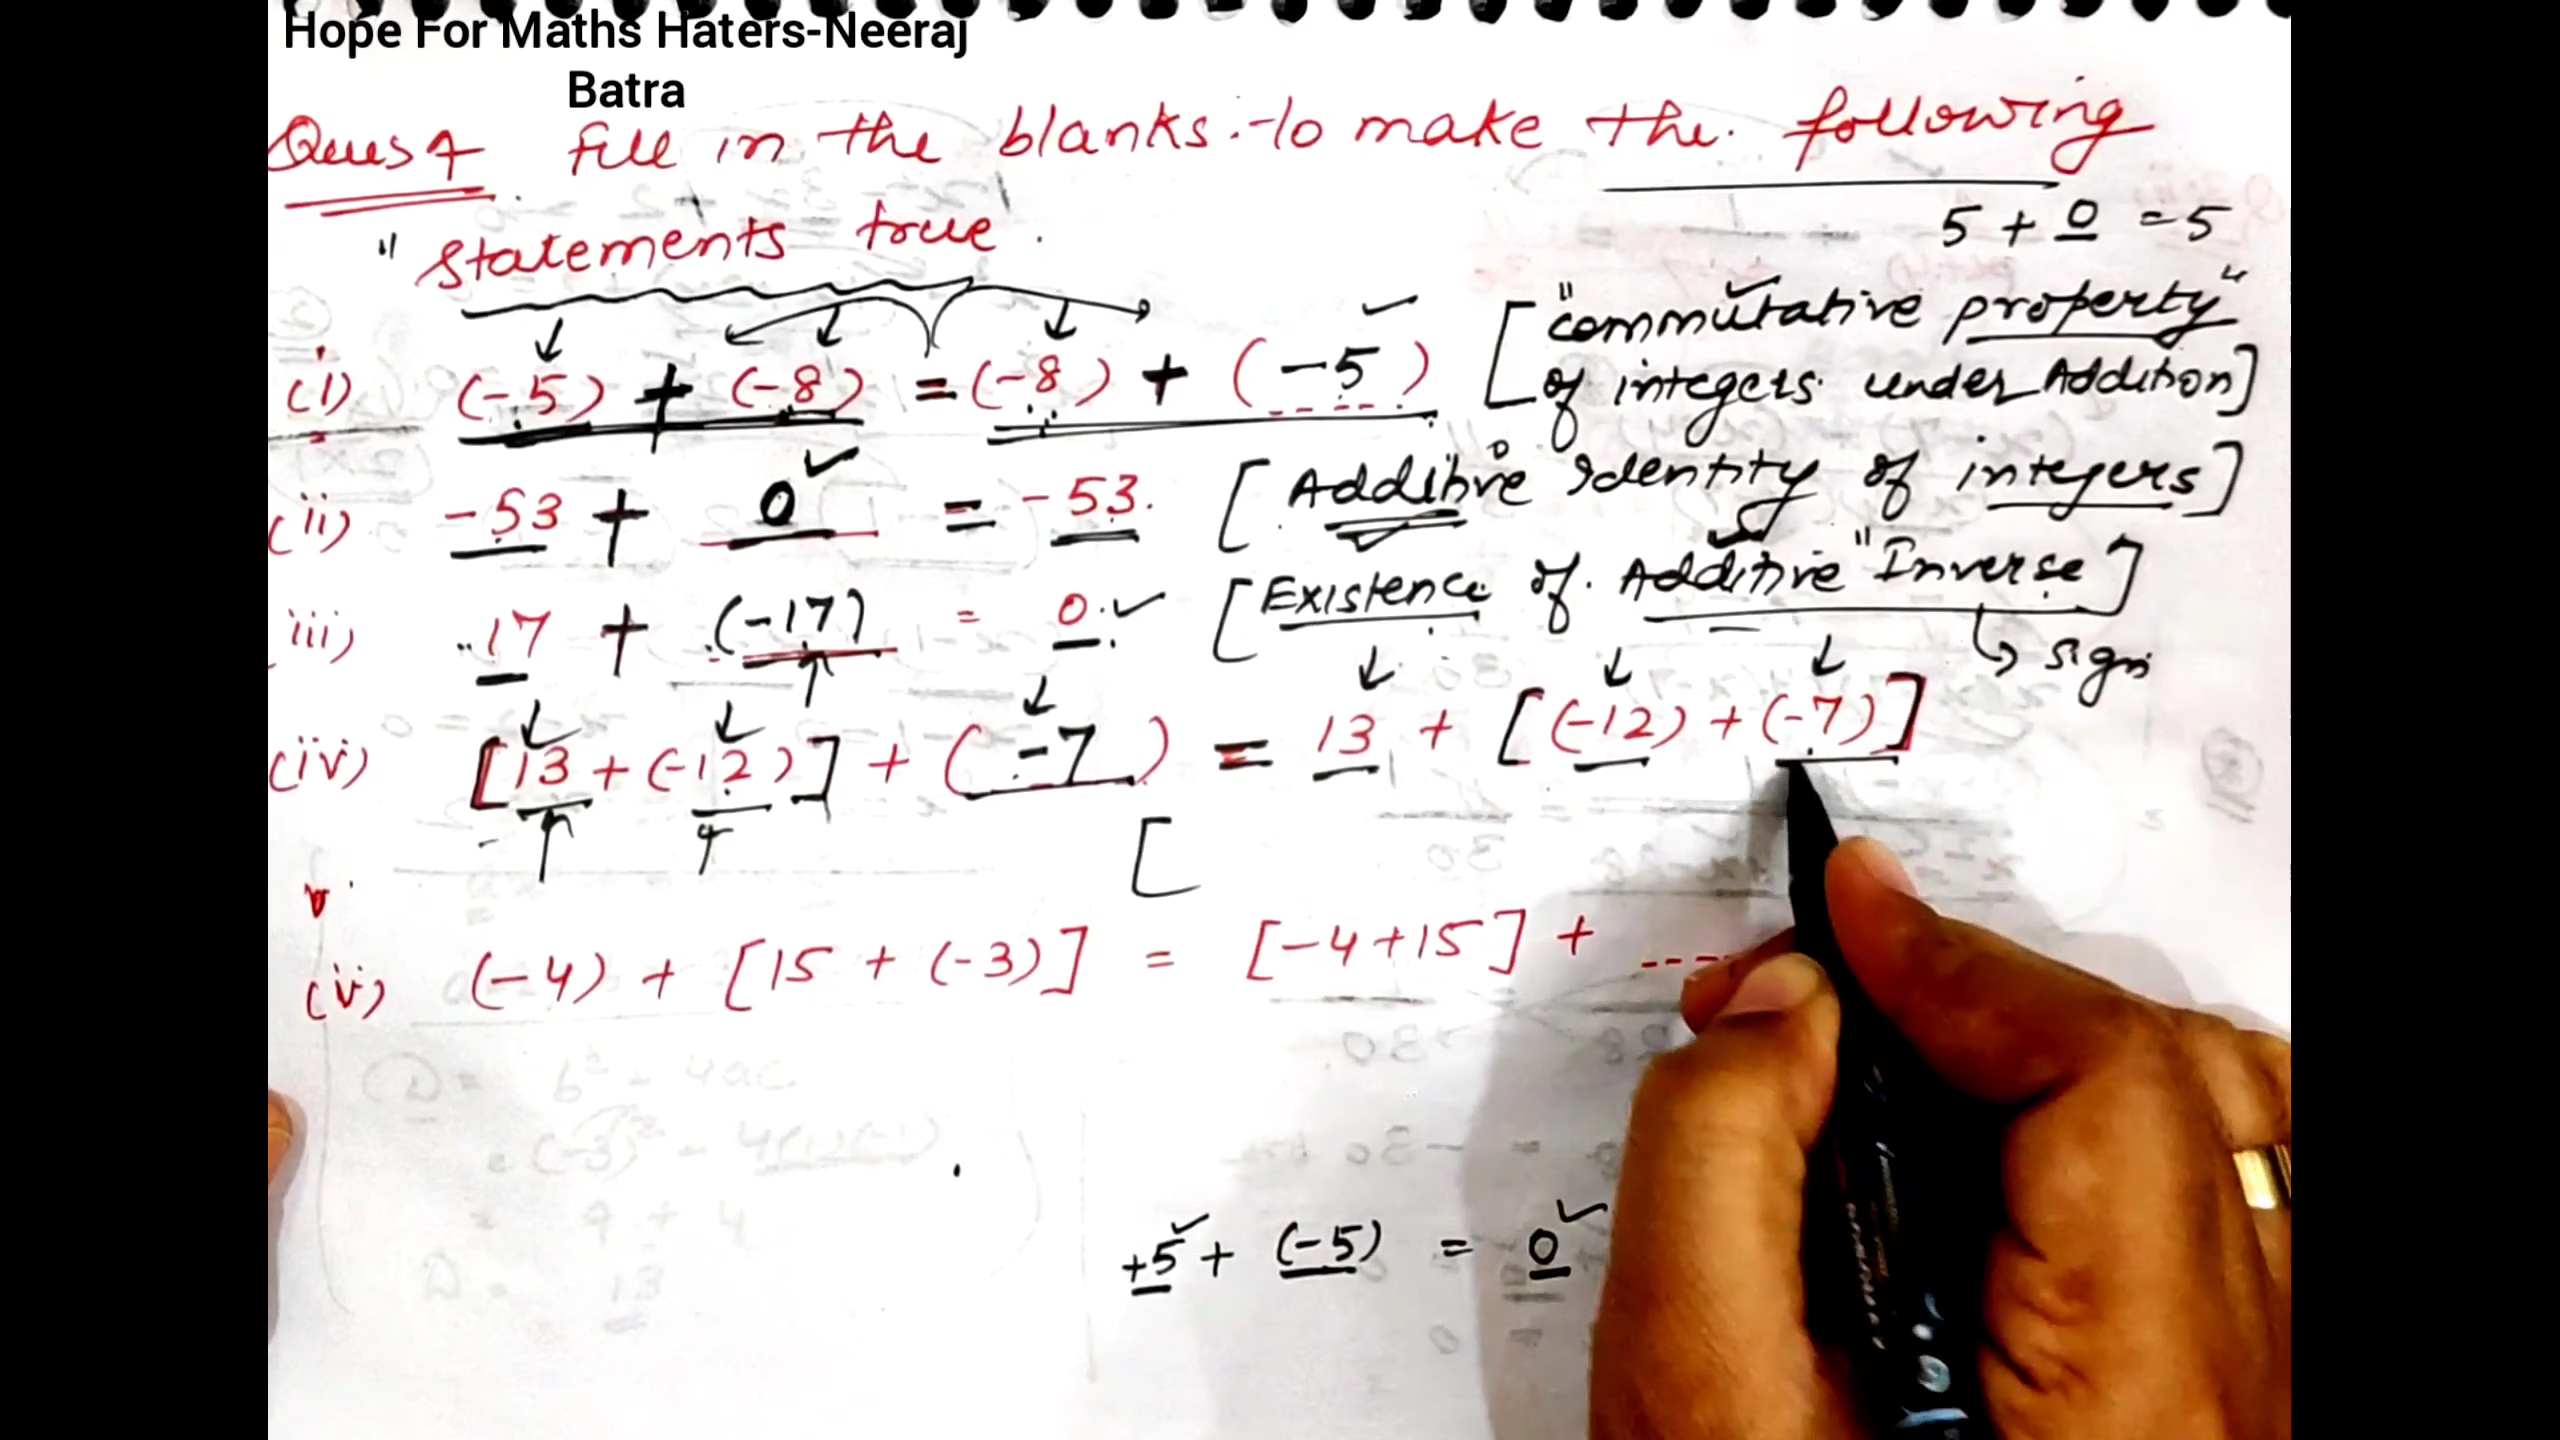 Hope For Maths Haters-Neeraj
Batra
Ques 4 Fill in the blanks to make the following
" statements true.
5 + 0 = 5
(i) (-5) + (-8) = (-8) + (-5) ["commutative property"
of integers under Addition]
(ii) -53 + 0 = -53. [Additive Identity of integers]
iii) 17 + (-17) = 0. [Existence of Additive "Inverse]
sign
(iv) [13 + (-12)] + (-7) = 13 + [(-12) + (-7)]
[
(v) (-4) + [15 + (-3)] = [-4+15] + ----
+5 + (-5) = 0